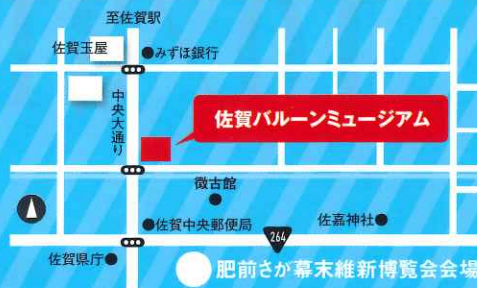 至佐賀駅
佐賀玉屋
みずほ銀行
中央大通り
佐賀バルーンミュージアム
徴古館
佐賀中央郵便局
佐嘉神社
264
佐賀県庁
肥前さが幕末維新博覧会会場